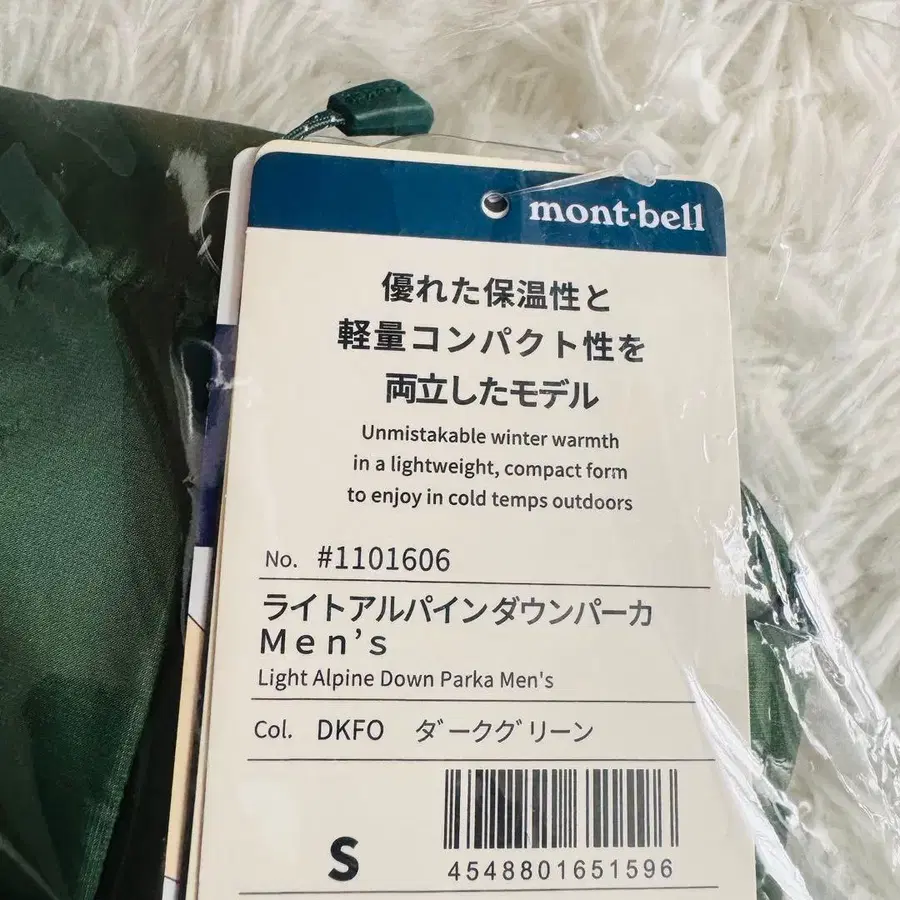 mont·bell
優れた保温性と
軽量コンパクト性を
両立したモデル
Unmistakable winter warmth
in a lightweight, compact form
to enjoy in cold temps outdoors
No. #1101606
ライトアルパインダウンパーカ
Ｍｅｎ’ｓ
Light Alpine Down Parka Men's
Col. DKFO ダークグリーン
S
4548801651596